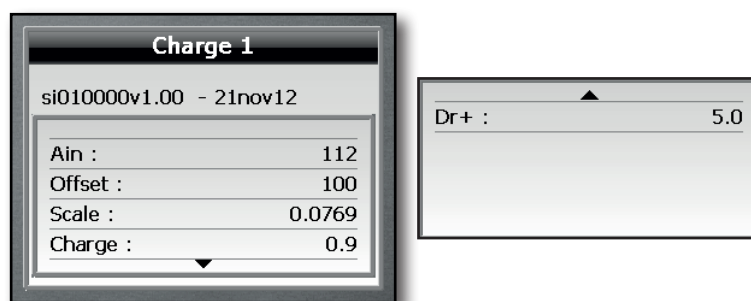 Charge 1
si010000v1.00 - 21nov12
Ain : 112
Offset : 100
Scale : 0.0769
Charge : 0.9
Dr+ : 5.0